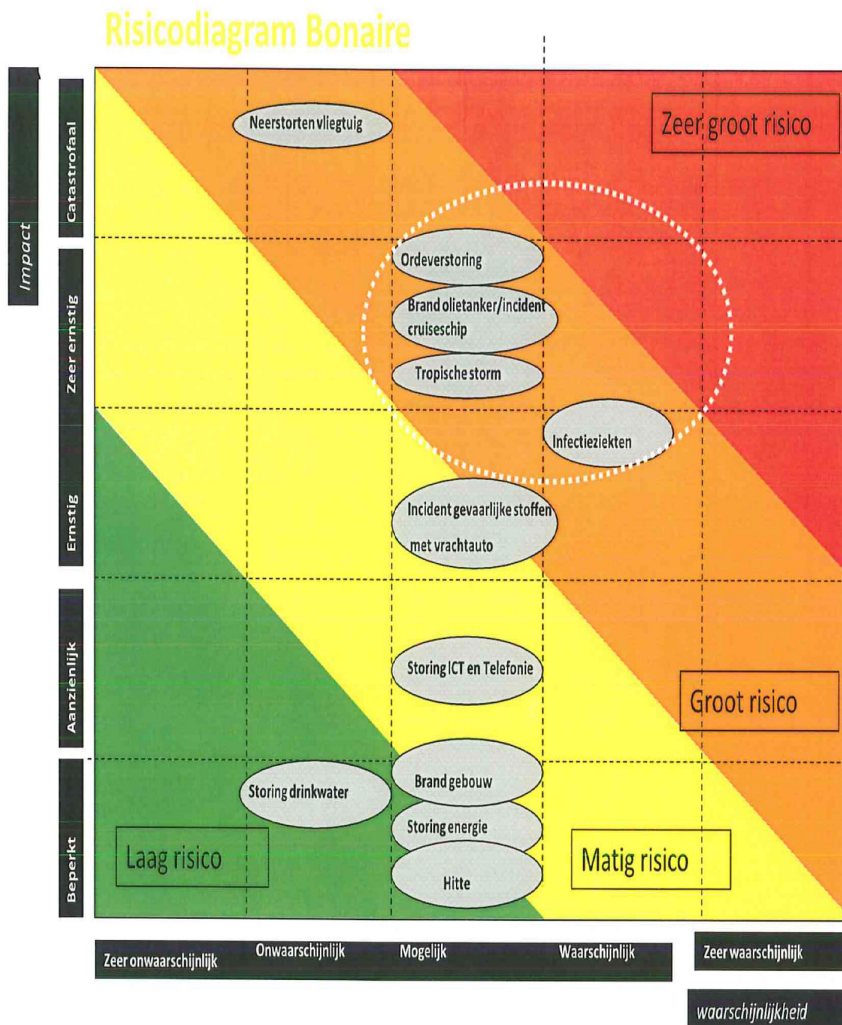 Risicodiagram Bonaire
Impact
Catastrofaal
Zeer ernstig
Ernstig
Aanzienlijk
Beperkt
Neerstorten vliegtuig
Zeer groot risico
Ordeverstoring
Brand olietanker/incident
cruiseschip
Tropische storm
Infectieziekten
Incident gevaarlijke stoffen
met vrachtauto
Storing ICT en Telefonie
Groot risico
Brand gebouw
Storing drinkwater
Storing energie
Laag risico
Hitte
Matig risico
Zeer onwaarschijnlijk
Onwaarschijnlijk
Mogelijk
Waarschijnlijk
Zeer waarschijnlijk
waarschijnlijkheid